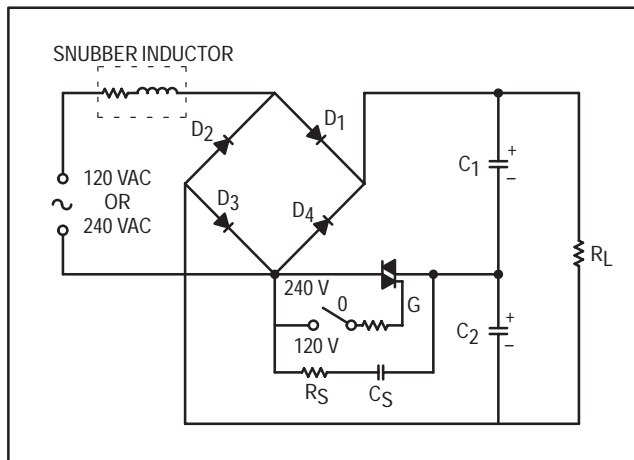 SNUBBER INDUCTOR
D1
D2
C1
+
–
120 VAC
OR
240 VAC
D3
D4
RL
240 V
0
G
120 V
C2
+
–
RS
CS